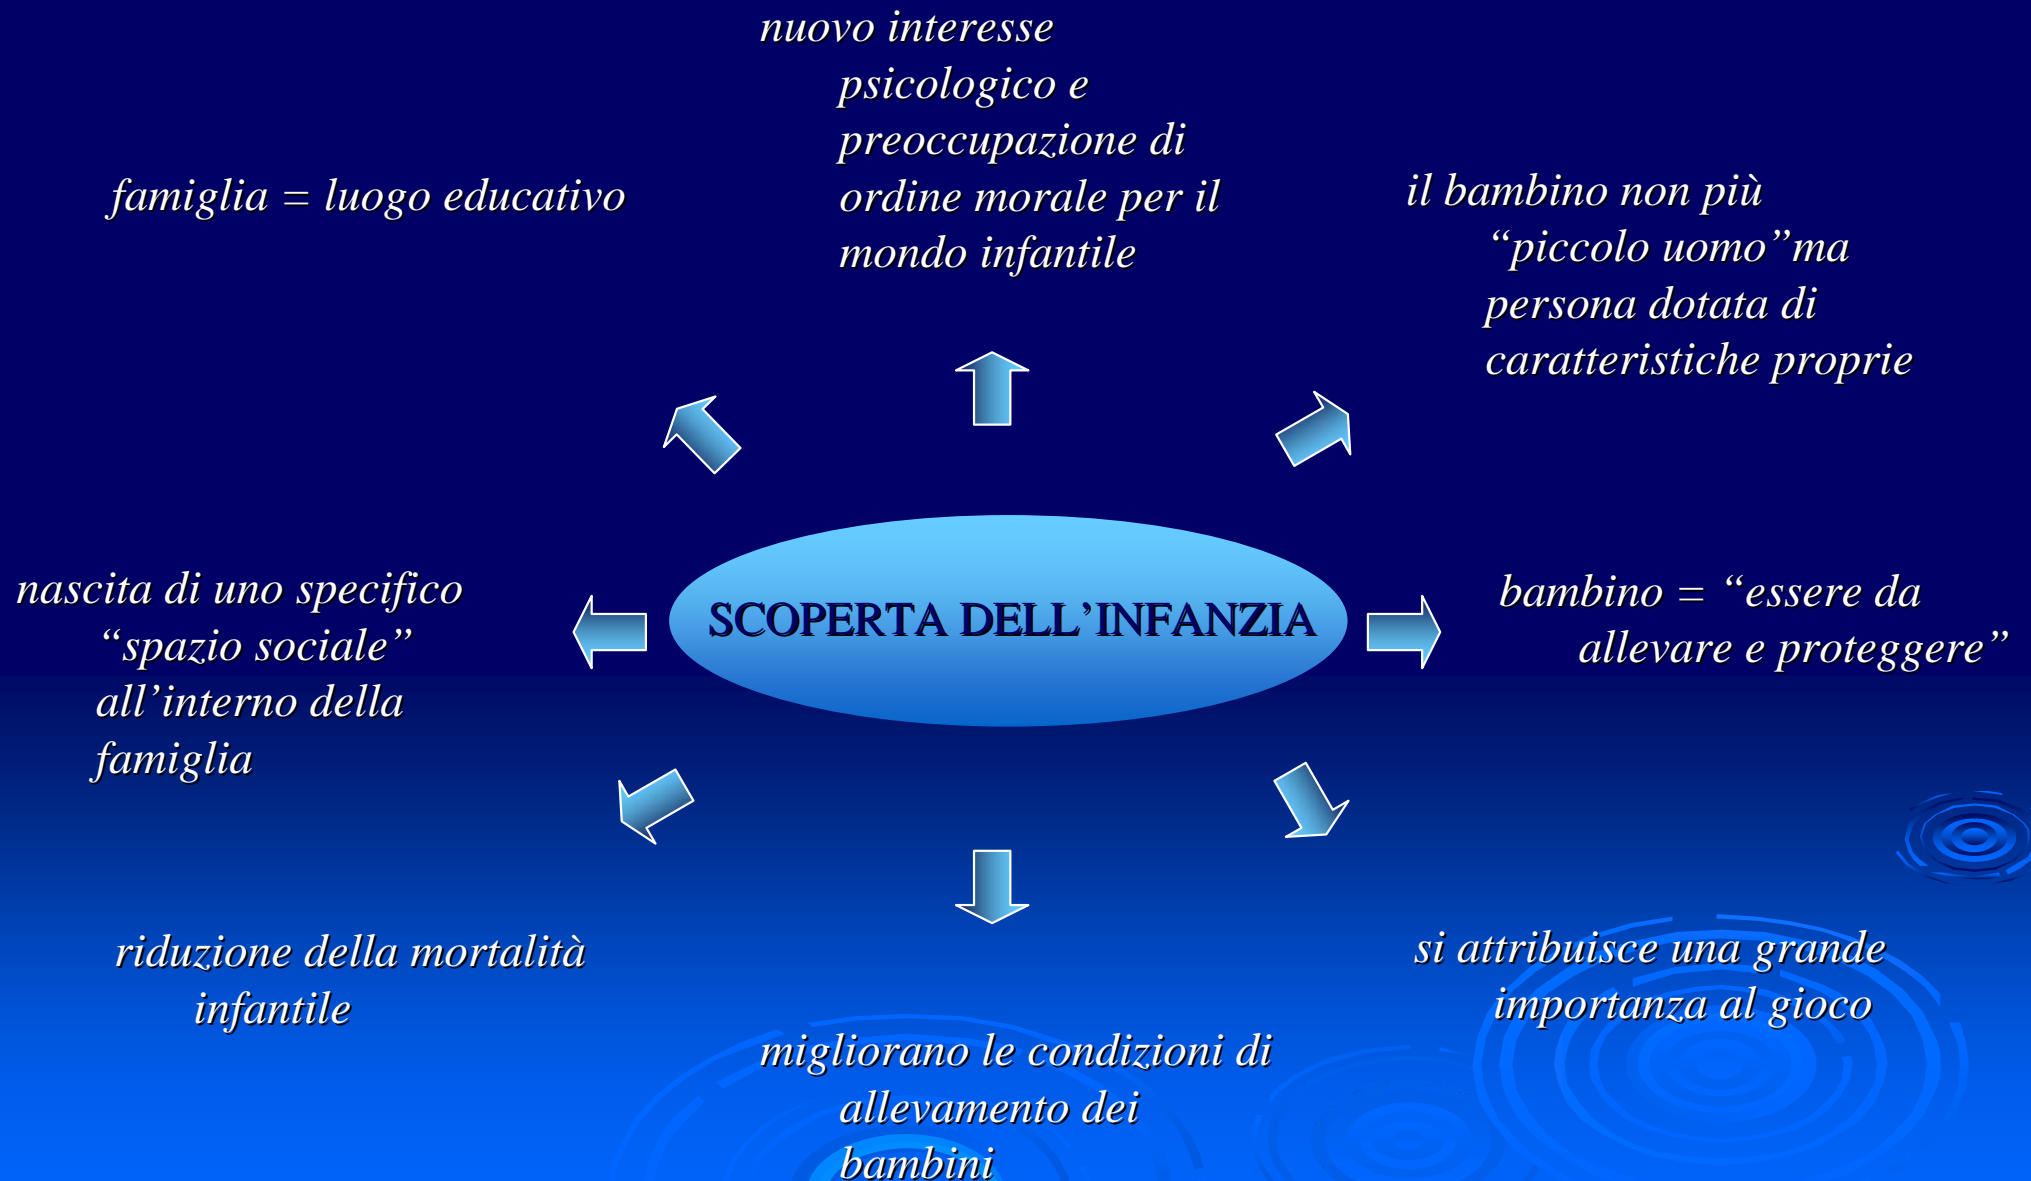 nuovo interesse
psicologico e
preoccupazione di
ordine morale per il
mondo infantile
famiglia = luogo educativo
il bambino non più
“piccolo uomo”ma
persona dotata di
caratteristiche proprie
nascita di uno specifico
“spazio sociale”
all’interno della
famiglia
SCOPERTA DELL’INFANZIA
bambino = “essere da
allevare e proteggere”
riduzione della mortalità
infantile
migliorano le condizioni di
allevamento dei
bambini
si attribuisce una grande
importanza al gioco